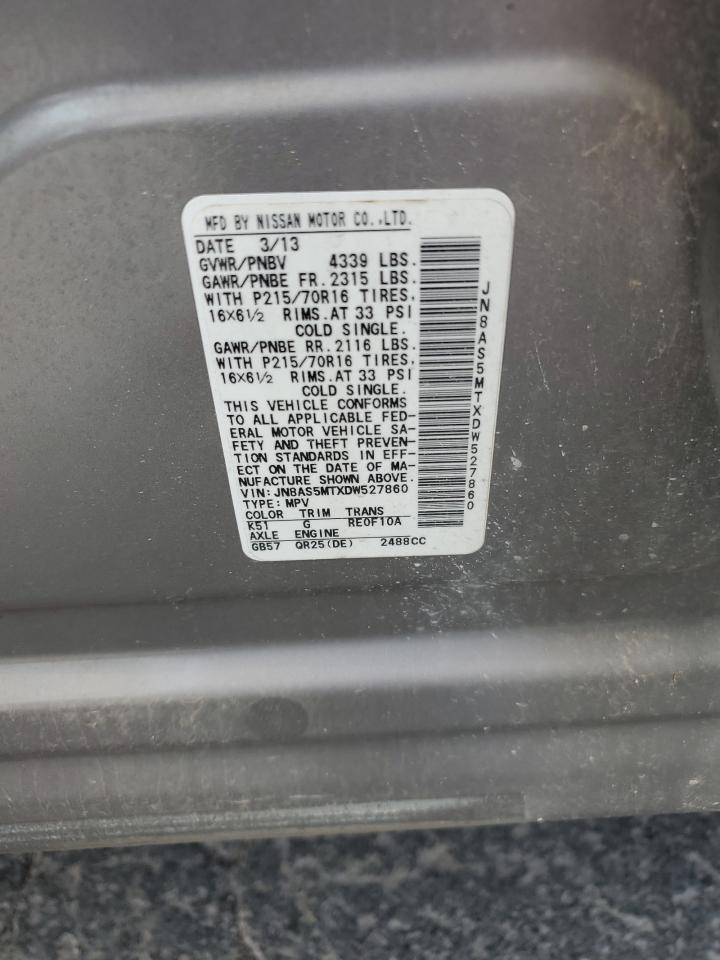 MFD BY NISSAN MOTOR CO.,LTD.
DATE 3/13
GVWR/PNBV 4339 LBS.
GAWR/PNBE FR. 2315 LBS.
WITH P215/70R16 TIRES,
16X6½ RIMS.AT 33 PSI
COLD SINGLE.
GAWR/PNBE RR. 2116 LBS.
WITH P215/70R16 TIRES,
16X6½ RIMS.AT 33 PSI
COLD SINGLE.
THIS VEHICLE CONFORMS
TO ALL APPLICABLE FED-
ERAL MOTOR VEHICLE SA-
FETY AND THEFT PREVEN-
TION STANDARDS IN EFF-
ECT ON THE DATE OF MA-
NUFACTURE SHOWN ABOVE.
VIN:JN8AS5MTXDW527860
TYPE:MPV
COLOR TRIM TRANS
K51 G RE0F10A
AXLE ENGINE
GB57 QR25(DE) 2488CC
JN8AS5MTXDW527860